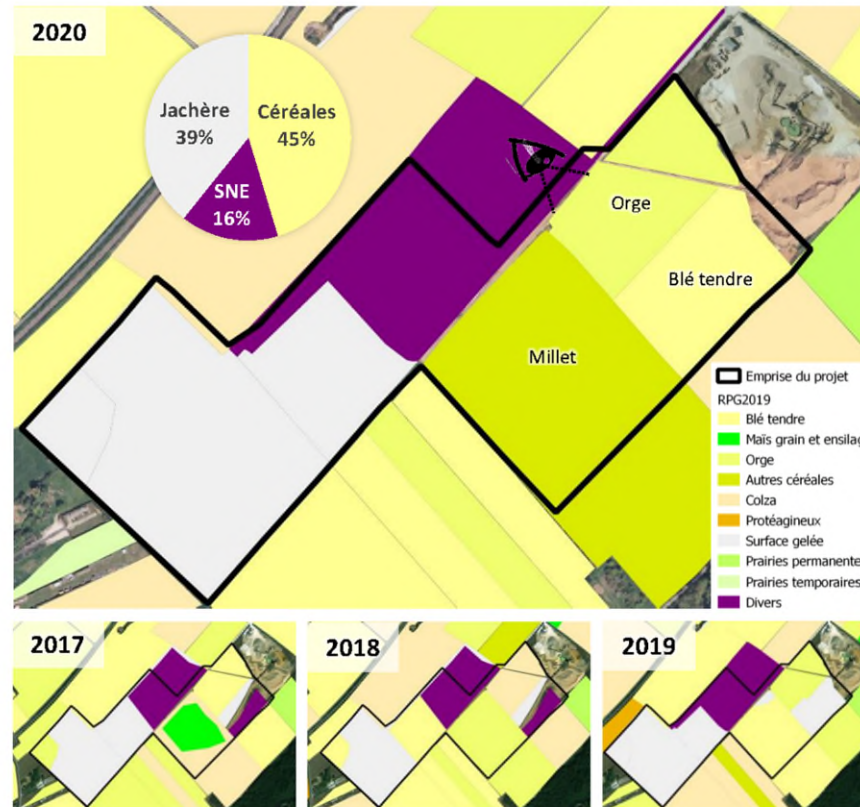 2020
Jachère
39%
Céréales
45%
SNE
16%
Orge
Blé tendre
Millet
Emprise du projet
RPG2019
Blé tendre
Maïs grain et ensilag
Orge
Autres céréales
Colza
Protéagineux
Surface gelée
Prairies permanente
Prairies temporaires
Divers
2017
2018
2019